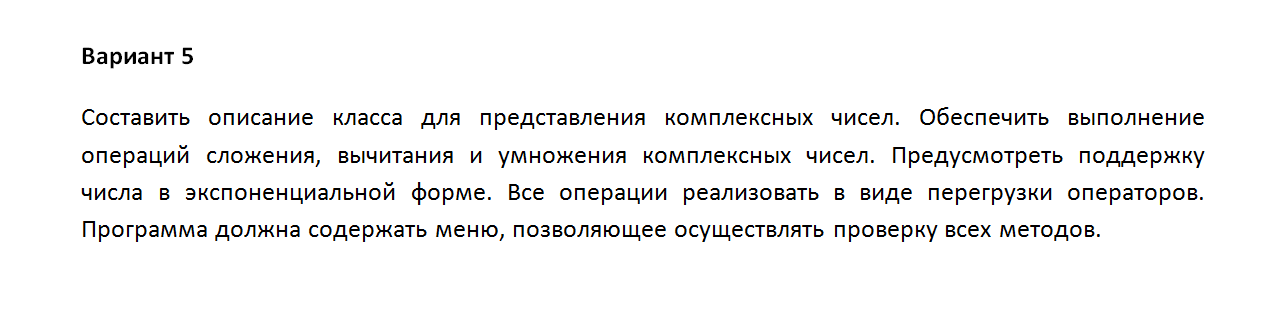 Вариант 5
Составить описание класса для представления комплексных чисел. Обеспечить выполнение
операций сложения, вычитания и умножения комплексных чисел. Предусмотреть поддержку
числа в экспоненциальной форме. Все операции реализовать в виде перегрузки операторов.
Программа должна содержать меню, позволяющее осуществлять проверку всех методов.